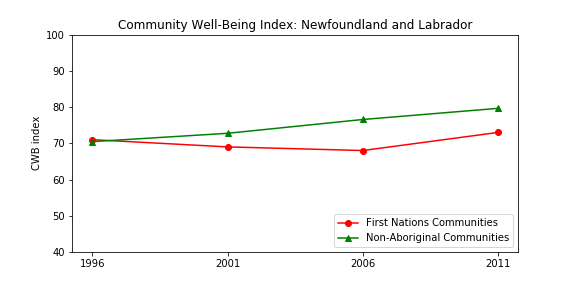 Community Well-Being Index: Newfoundland and Labrador
100
90
80
70
60
50
40
CWB index
First Nations Communities
Non-Aboriginal Communities
1996 2001 2006 2011